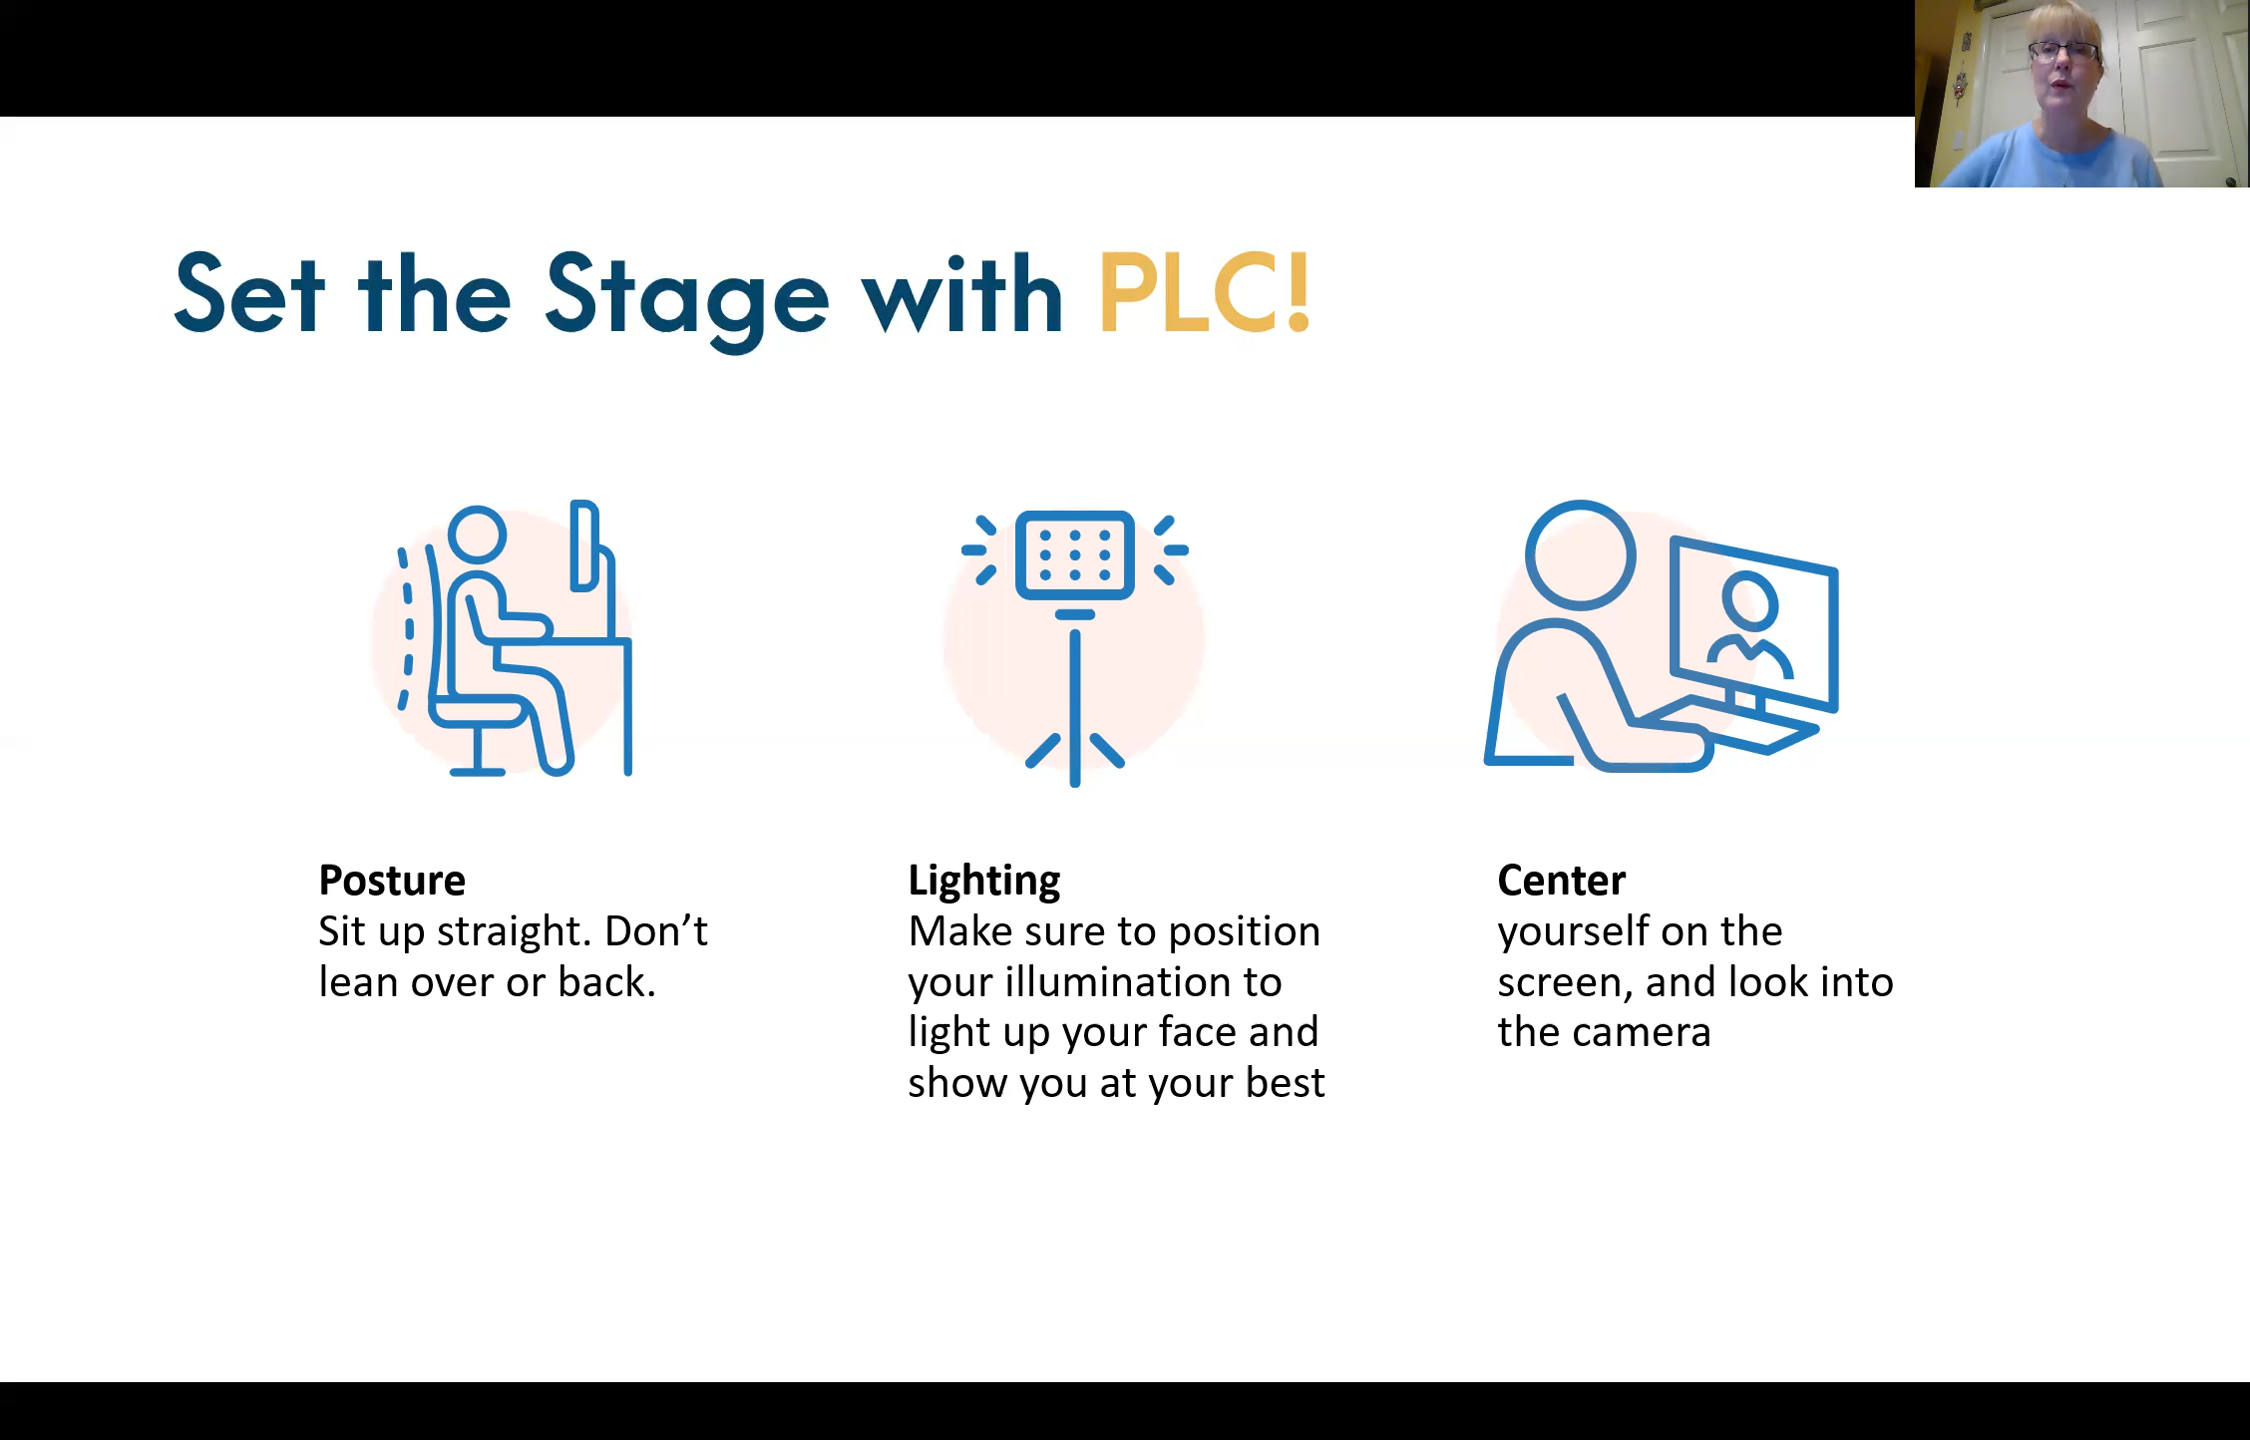 Set the Stage with PLC!
Posture
Sit up straight. Don’t
lean over or back.
Lighting
Make sure to position
your illumination to
light up your face and
show you at your best
Center
yourself on the
screen, and look into
the camera